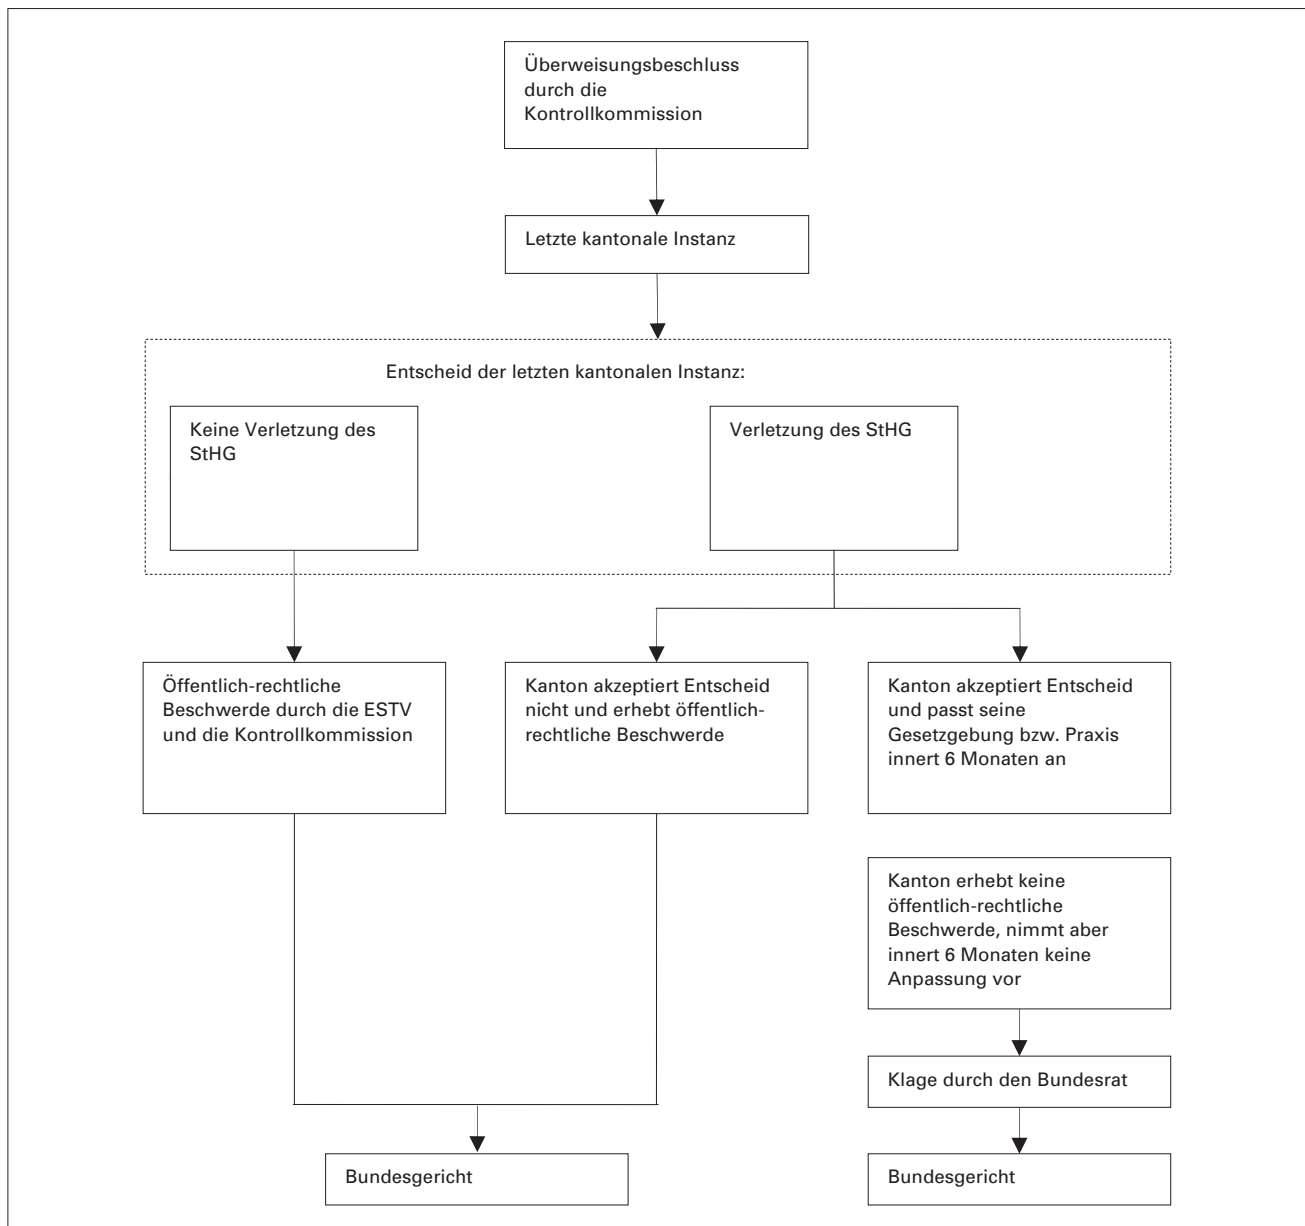 Überweisungsbeschluss
durch die
Kontrollkommission
Letzte kantonale Instanz
Entscheid der letzten kantonalen Instanz:
Keine Verletzung des
StHG
Verletzung des StHG
Öffentlich-rechtliche
Beschwerde durch die ESTV
und die Kontrollkommission
Kanton akzeptiert Entscheid
nicht und erhebt öffentlich-
rechtliche Beschwerde
Kanton akzeptiert Entscheid
und passt seine
Gesetzgebung bzw. Praxis
innert 6 Monaten an
Kanton erhebt keine
öffentlich-rechtliche
Beschwerde, nimmt aber
innert 6 Monaten keine
Anpassung vor
Klage durch den Bundesrat
Bundesgericht
Bundesgericht